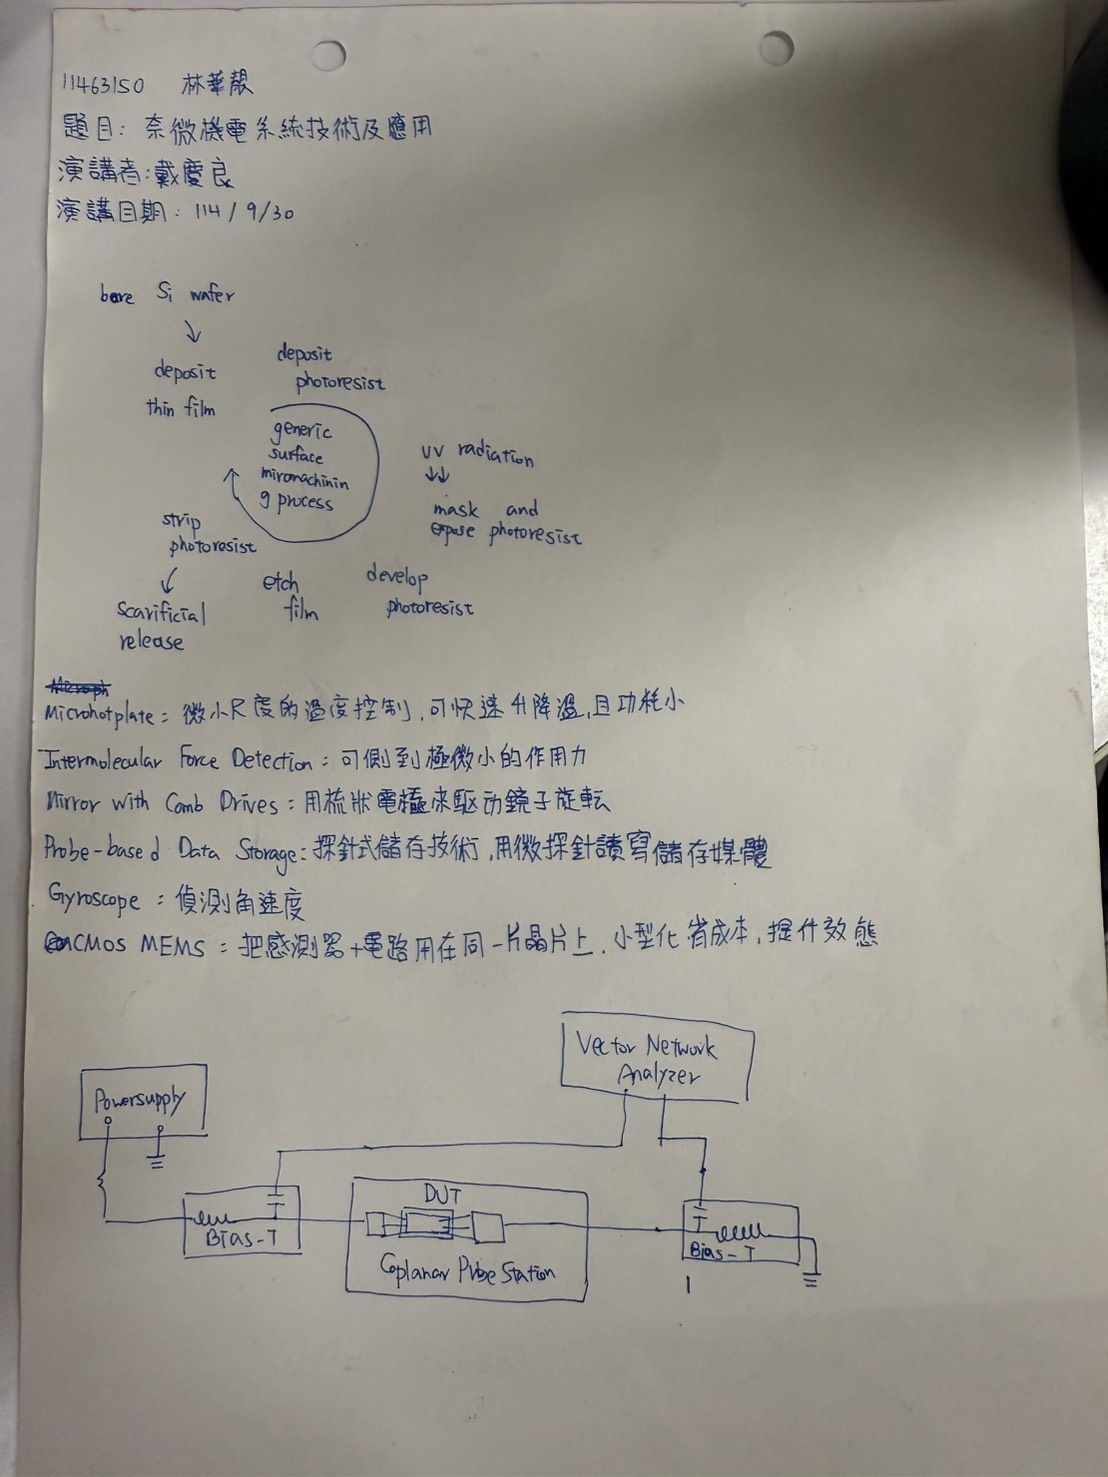 11463150 林華靚
題目: 奈微機電系統技術及應用
演講者:戴慶良
演講日期: 114/9/30
bare Si wafer
deposit
thin film
deposit
photoresist
generic
surface
miromachinin
g process
UV radiation
mask and
expose photoresist
develop
photoresist
etch
film
strip
photoresist
Scarificial
release
Microhotplate: 微小尺度的溫度控制,可快速升降溫,且功耗小
Intermolecular Force Detection: 可測到極微小的作用力
Mirror with Comb Drives: 用梳狀電極來驱动鏡子旋転
Probe-based Data Storage: 探針式儲存技術,用微探針讀寫儲存媒體
Gyroscope: 偵測角速度
CMOS MEMS: 把感測器+電路用在同一片晶片上,小型化省成本,提升效態
Vector Network
Analyzer
Powersupply
Bias-T
DUT
Coplanar Probe Station
Bias-T